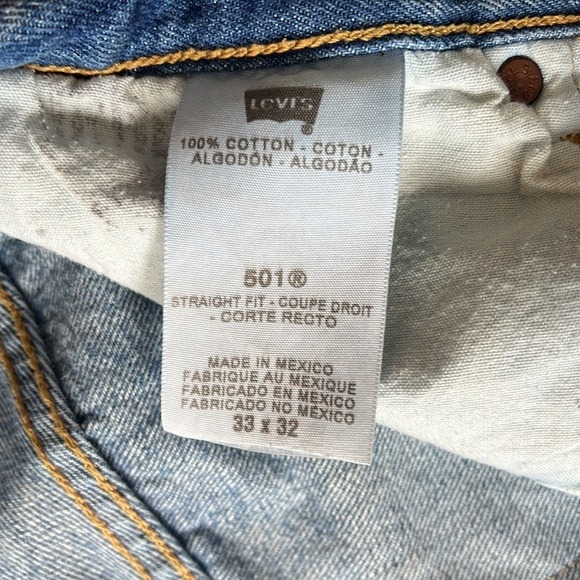 LEVI'S
100% COTTON - COTON -
ALGODÓN - ALGODÃO
501®
STRAIGHT FIT - COUPE DROIT
- CORTE RECTO
MADE IN MEXICO
FABRIQUE AU MEXIQUE
FABRICADO EN MÉXICO
FABRICADO NO MÉXICO
33 x 32